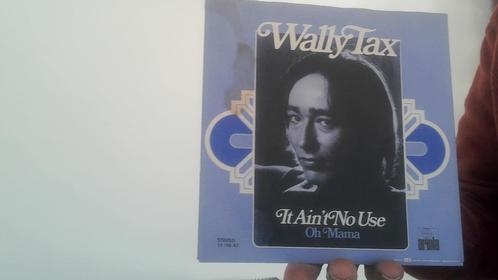 Wally Tax
It Ain't No Use
Oh Mama
STEREO
ariola